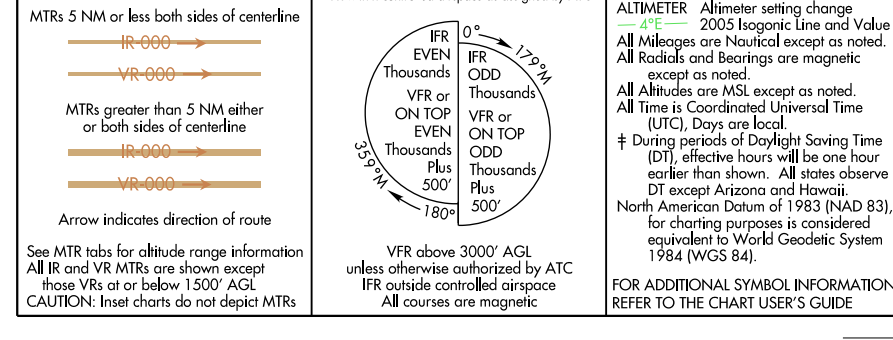 MTRs 5 NM or less both sides of centerline
IR-000
VR-000
MTRs greater than 5 NM either
or both sides of centerline
IR-000
VR-000
Arrow indicates direction of route
See MTR tabs for altitude range information
All IR and VR MTRs are shown except
those VRs at or below 1500' AGL
CAUTION: Inset charts do not depict MTRs
0°
179°M
IFR
EVEN
Thousands
VFR or
ON TOP
EVEN
Thousands
Plus
500'
IFR
ODD
Thousands
VFR or
ON TOP
ODD
Thousands
Plus
500'
359°M
180°
VFR above 3000' AGL
unless otherwise authorized by ATC
IFR outside controlled airspace
All courses are magnetic
ALTIMETER Altimeter setting change
4°E 2005 Isogonic Line and Value
All Mileages are Nautical except as noted.
All Radials and Bearings are magnetic
except as noted.
All Altitudes are MSL except as noted.
All Time is Coordinated Universal Time
(UTC), Days are local.
‡ During periods of Daylight Saving Time
(DT), effective hours will be one hour
earlier than shown. All states observe
DT except Arizona and Hawaii.
North American Datum of 1983 (NAD 83),
for charting purposes is considered
equivalent to World Geodetic System
1984 (WGS 84).
FOR ADDITIONAL SYMBOL INFORMATION
REFER TO THE CHART USER'S GUIDE